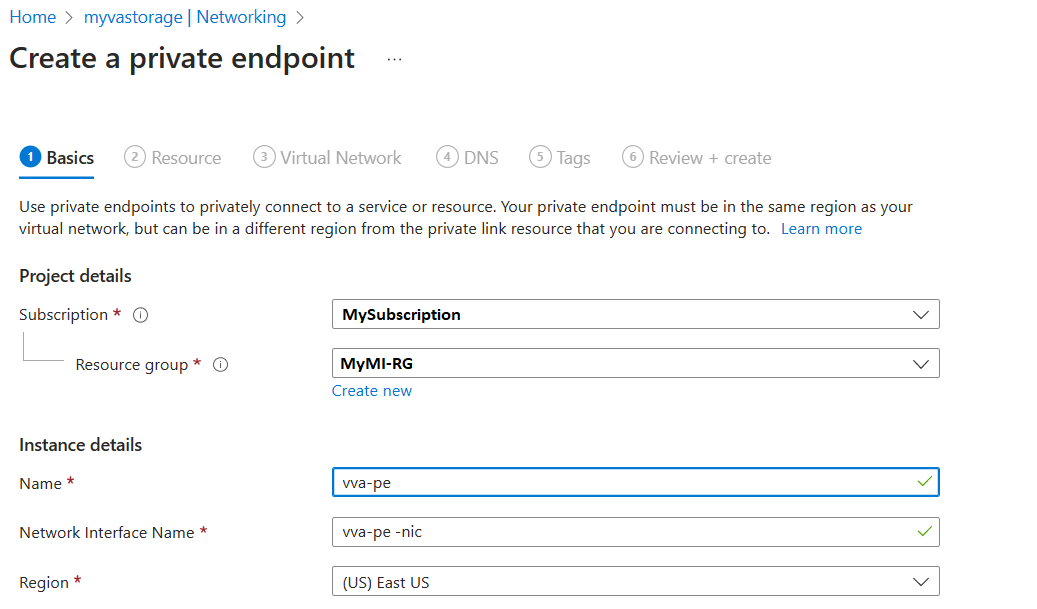 Home > myvastorage | Networking >
Create a private endpoint ...
1 Basics 2 Resource 3 Virtual Network 4 DNS 5 Tags 6 Review + create
Use private endpoints to privately connect to a service or resource. Your private endpoint must be in the same region as your
virtual network, but can be in a different region from the private link resource that you are connecting to. Learn more
Project details
Subscription * MySubscription
Resource group * MyMI-RG
Create new
Instance details
Name * vva-pe
Network Interface Name * vva-pe -nic
Region * (US) East US